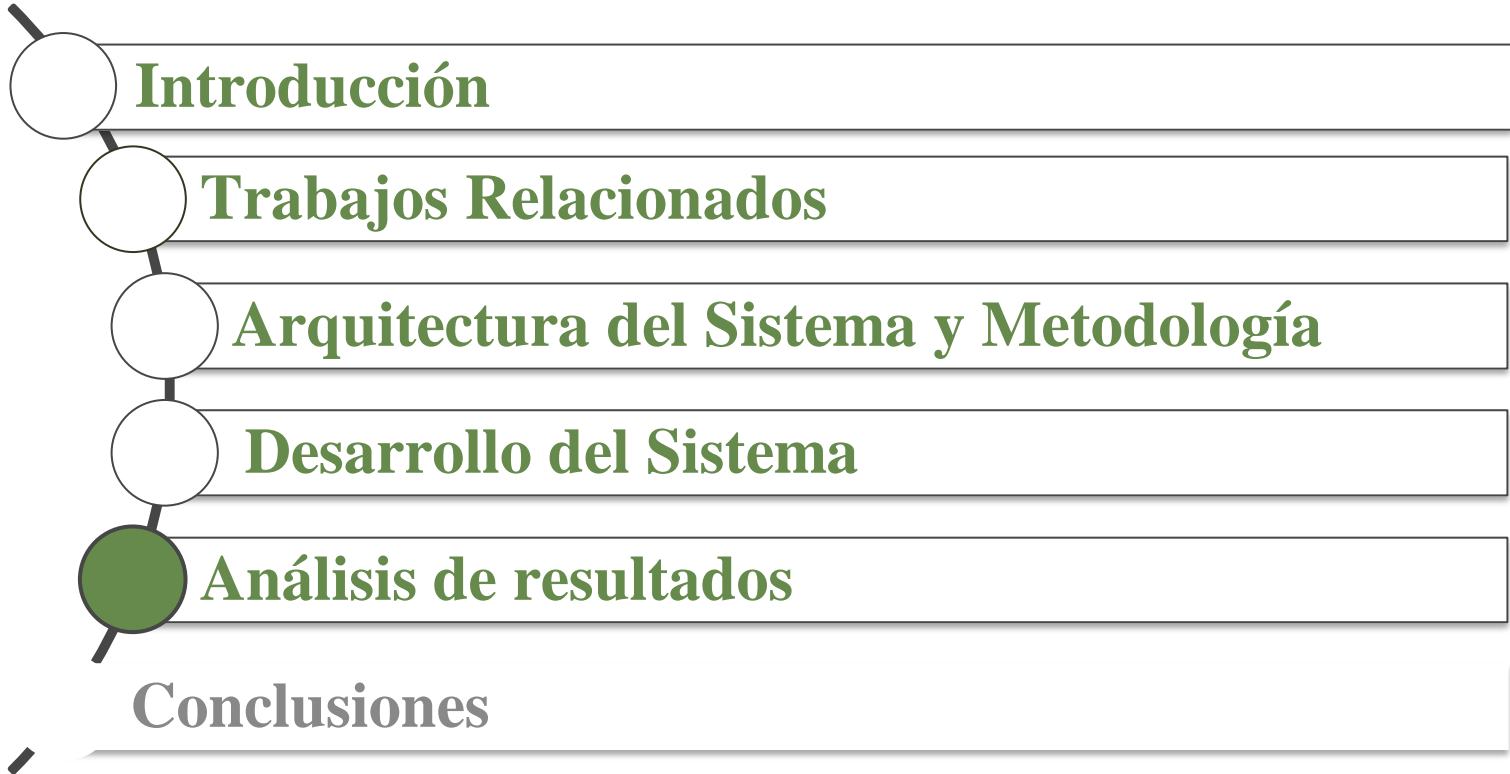 Introducción
Trabajos Relacionados
Arquitectura del Sistema y Metodología
Desarrollo del Sistema
Análisis de resultados
Conclusiones